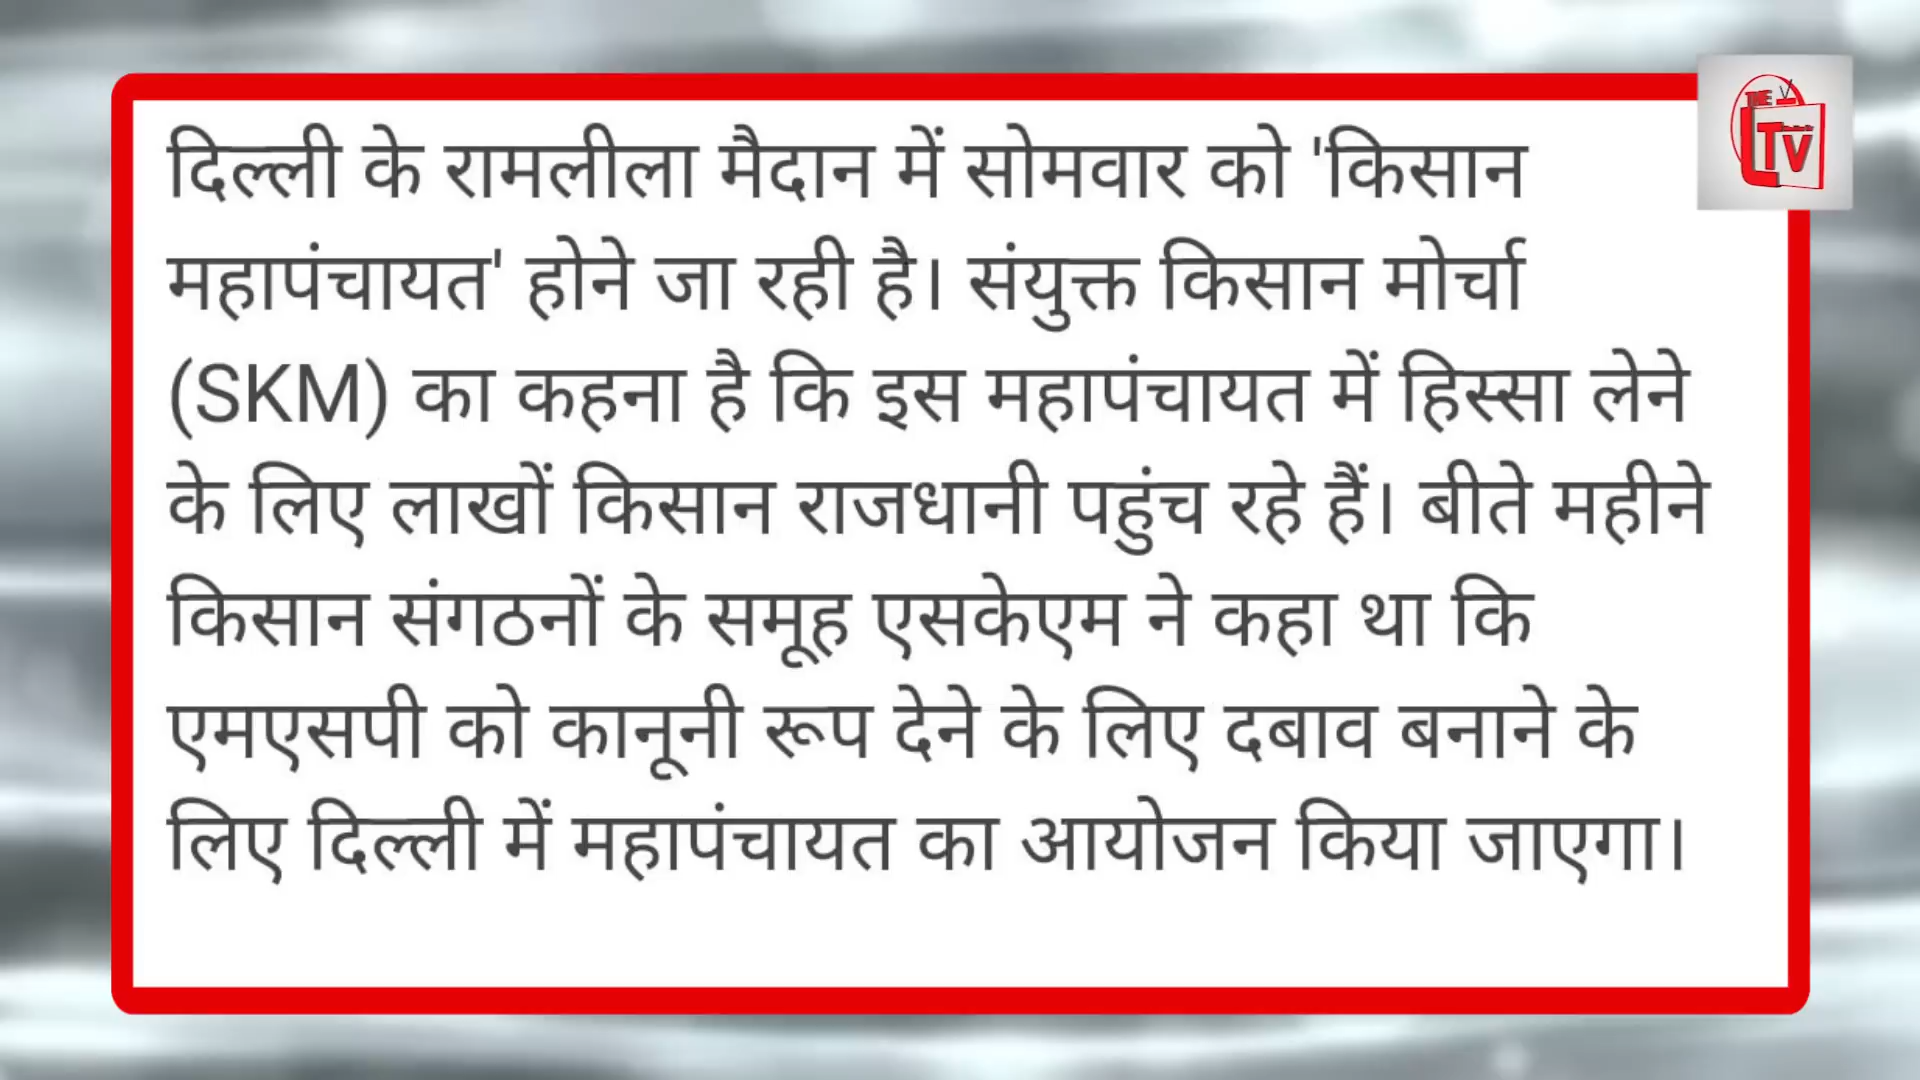 दिल्ली के रामलीला मैदान में सोमवार को 'किसान
महापंचायत' होने जा रही है। संयुक्त किसान मोर्चा
(SKM) का कहना है कि इस महापंचायत में हिस्सा लेने
के लिए लाखों किसान राजधानी पहुंच रहे हैं। बीते महीने
किसान संगठनों के समूह एसकेएम ने कहा था कि
एमएसपी को कानूनी रूप देने के लिए दबाव बनाने के
लिए दिल्ली में महापंचायत का आयोजन किया जाएगा।
THE
TV